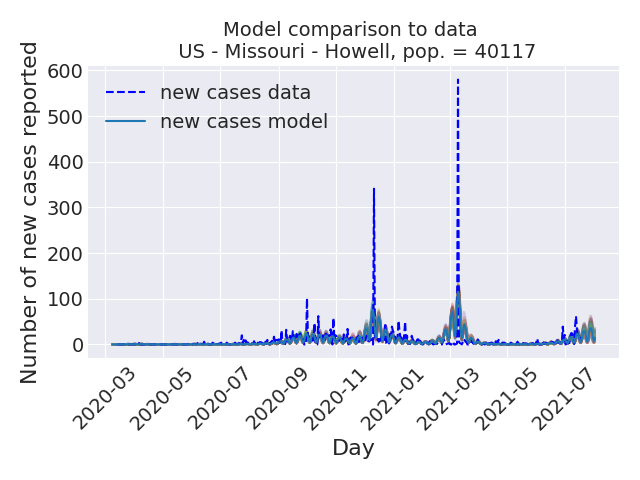 Model comparison to data
US - Missouri - Howell, pop. = 40117
Number of new cases reported
600
500
400
300
200
100
0
new cases data
new cases model
2020-03
2020-05
2020-07
2020-09
2020-11
2021-01
2021-03
2021-05
2021-07
Day